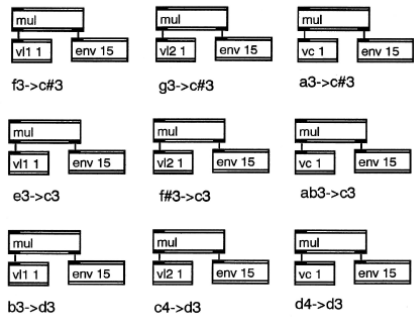 mul mul mul
vl1 1 env 15 vl2 1 env 15 vc 1 env 15
f3->c#3 g3->c#3 a3->c#3
mul mul mul
vl1 1 env 15 vl2 1 env 15 vc 1 env 15
e3->c3 f#3->c3 ab3->c3
mul mul mul
vl1 1 env 15 vl2 1 env 15 vc 1 env 15
b3->d3 c4->d3 d4->d3